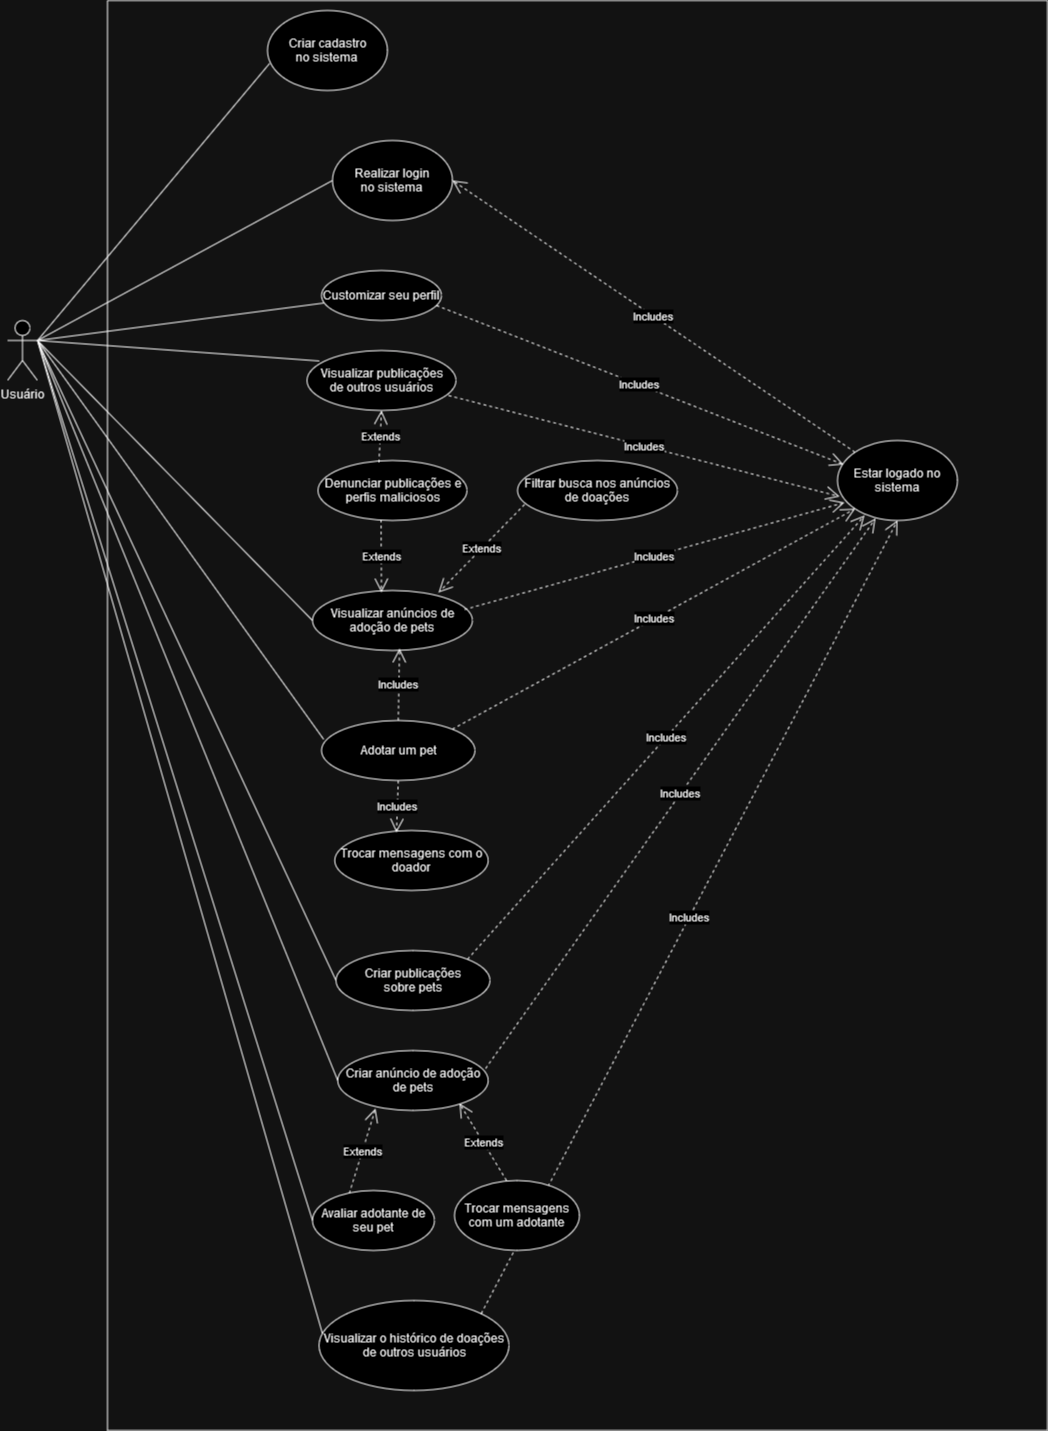 Criar cadastro
no sistema
Realizar login
no sistema
Includes
Customizar seu perfil
Usuário
Includes
Visualizar publicações
de outros usuários
Includes
Extends
Denunciar publicações e
perfis maliciosos
Filtrar busca nos anúncios
de doações
Estar logado no
sistema
Extends
Extends
Includes
Visualizar anúncios de
adoção de pets
Includes
Includes
Adotar um pet
Includes
Includes
Includes
Trocar mensagens com o
doador
Includes
Criar publicações
sobre pets
Criar anúncio de adoção
de pets
Extends
Extends
Avaliar adotante de
seu pet
Trocar mensagens
com um adotante
Visualizar o histórico de doações
de outros usuários